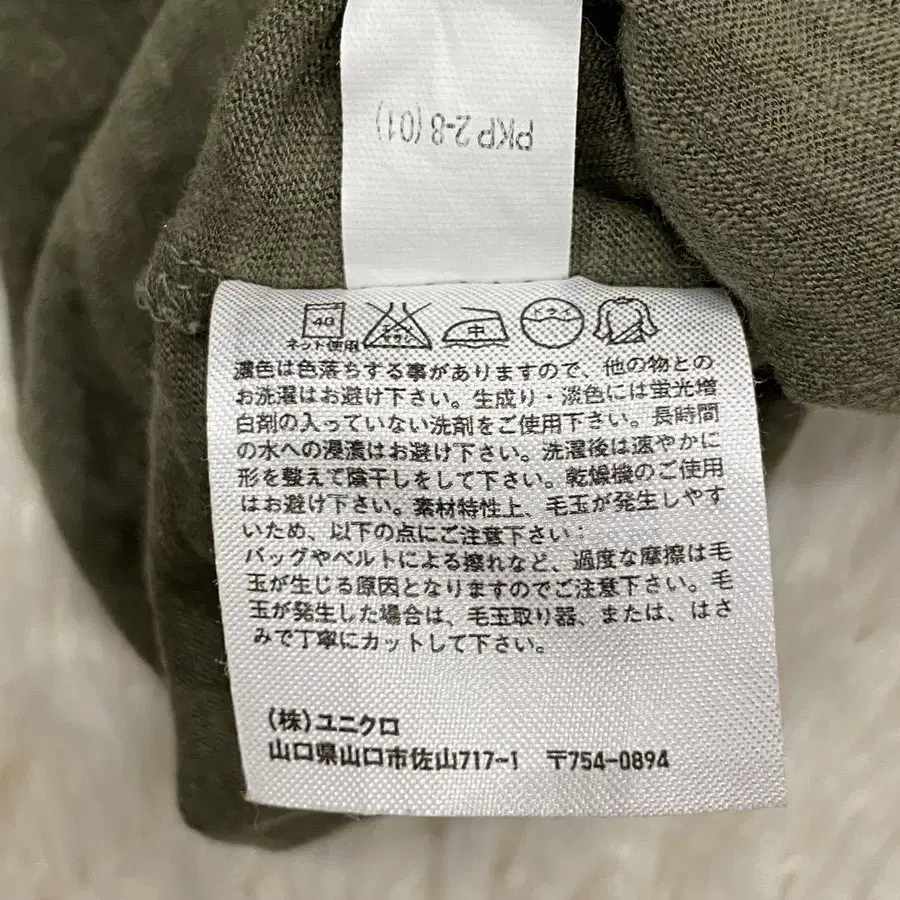 PKP 2-8 (01)
40
ネット使用
エンソ
サラシ
中
ドライ
濃色は色落ちする事がありますので、他の物との
お洗濯はお避け下さい。生成り・淡色には蛍光増
白剤の入っていない洗剤をご使用下さい。長時間
の水への浸漬はお避け下さい。洗濯後は速やかに
形を整えて陰干しをして下さい。乾燥機のご使用
はお避け下さい。素材特性上、毛玉が発生しやす
いため、以下の点にご注意下さい：
バッグやベルトによる擦れなど、過度な摩擦は毛
玉が生じる原因となりますのでご注意下さい。毛
玉が発生した場合は、毛玉取り器、または、はさ
みで丁寧にカットして下さい。
(株)ユニクロ
山口県山口市佐山717-1 〒754-0894